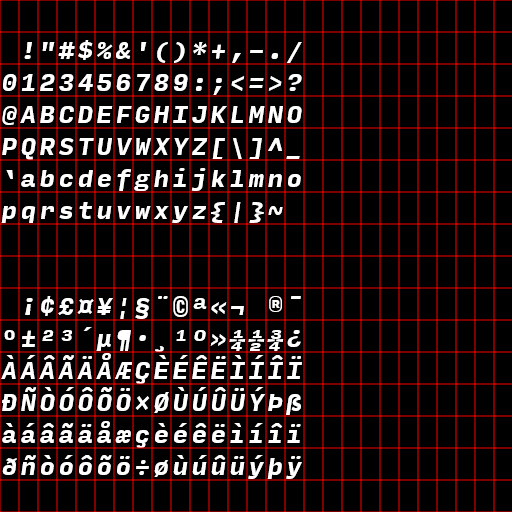 !"#$%&'()*+,-./
0123456789:;<=>?
@ABCDEFGHIJKLMNO
PQRSTUVWXYZ[\]^_
`abcdefghijklmno
pqrstuvwxyz{|}~
¡¢£¤¥¦§¨©ª«¬ ®¯
°±²³´µ¶·¸¹º»¼½¾¿
ÀÁÂÃÄÅÆÇÈÉÊËÌÍÎÏ
ÐÑÒÓÔÕÖ×ØÙÚÛÜÝÞß
àáâãäåæçèéêëìíîï
ðñòóôõö÷øùúûüýþÿ